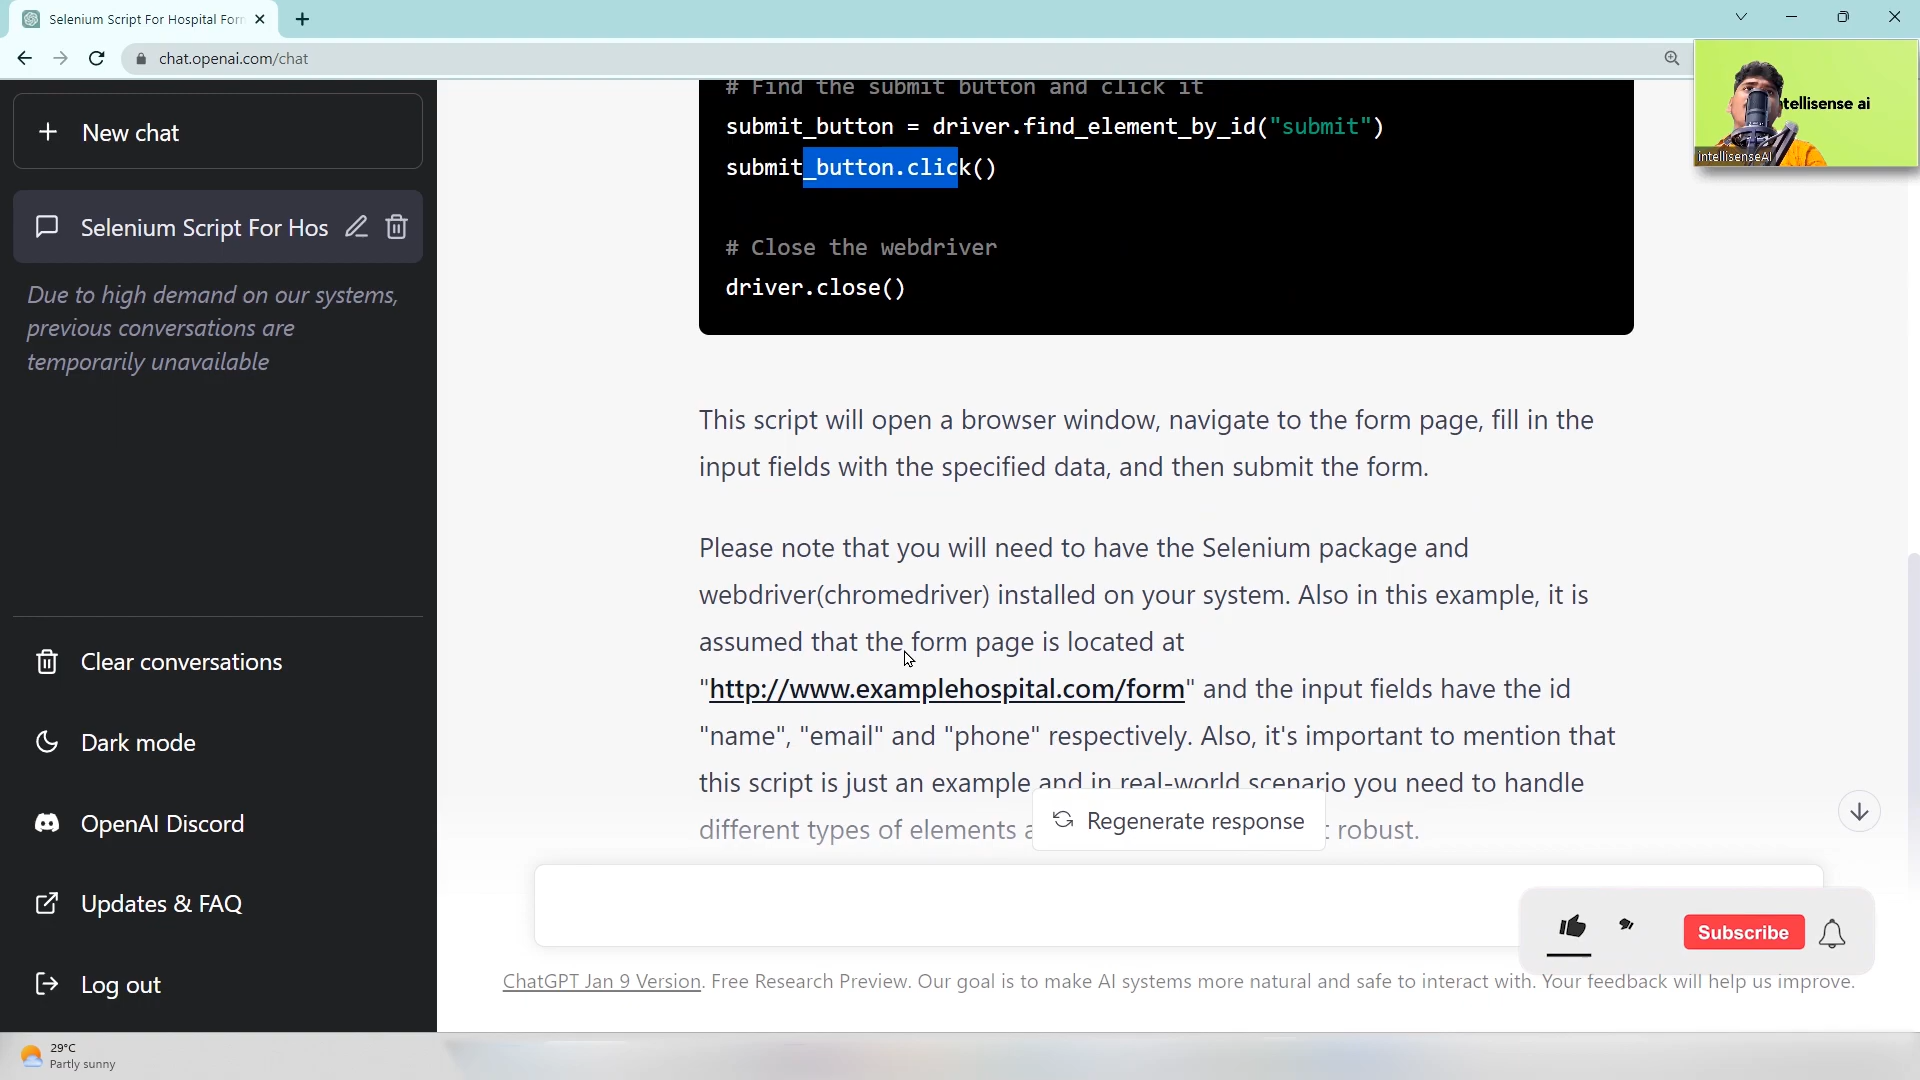 Selenium Script For Hospital Forn
chat.openai.com/chat
New chat
Selenium Script For Hos
Due to high demand on our systems,
previous conversations are
temporarily unavailable
Clear conversations
Dark mode
OpenAI Discord
Updates & FAQ
Log out
# Find the submit button and click it
submit_button = driver.find_element_by_id("submit")
submit_button.click()
# Close the webdriver
driver.close()
This script will open a browser window, navigate to the form page, fill in the
input fields with the specified data, and then submit the form.
Please note that you will need to have the Selenium package and
webdriver(chromedriver) installed on your system. Also in this example, it is
assumed that the form page is located at
"http://www.examplehospital.com/form" and the input fields have the id
"name", "email" and "phone" respectively. Also, it's important to mention that
this script is just an example and in real-world scenario you need to handle
different types of elements a
t robust.
Regenerate response
ChatGPT Jan 9 Version. Free Research Preview. Our goal is to make AI systems more natural and safe to interact with. Your feedback will help us improve.
Subscribe
ntellisense ai
intellisenseAI
29°C
Partly sunny